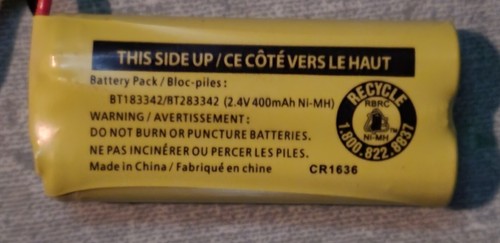 THIS SIDE UP / CE CÔTÉ VERS LE HAUT
Battery Pack / Bloc-piles :
BT183342/BT283342 (2.4V 400mAh Ni-MH)
WARNING / AVERTISSEMENT :
DO NOT BURN OR PUNCTURE BATTERIES.
NE PAS INCINÉRER OU PERCER LES PILES.
Made in China / Fabriqué en chine
CR1636
RECYCLE
RBRC
Ni-MH
1.800.822.8837